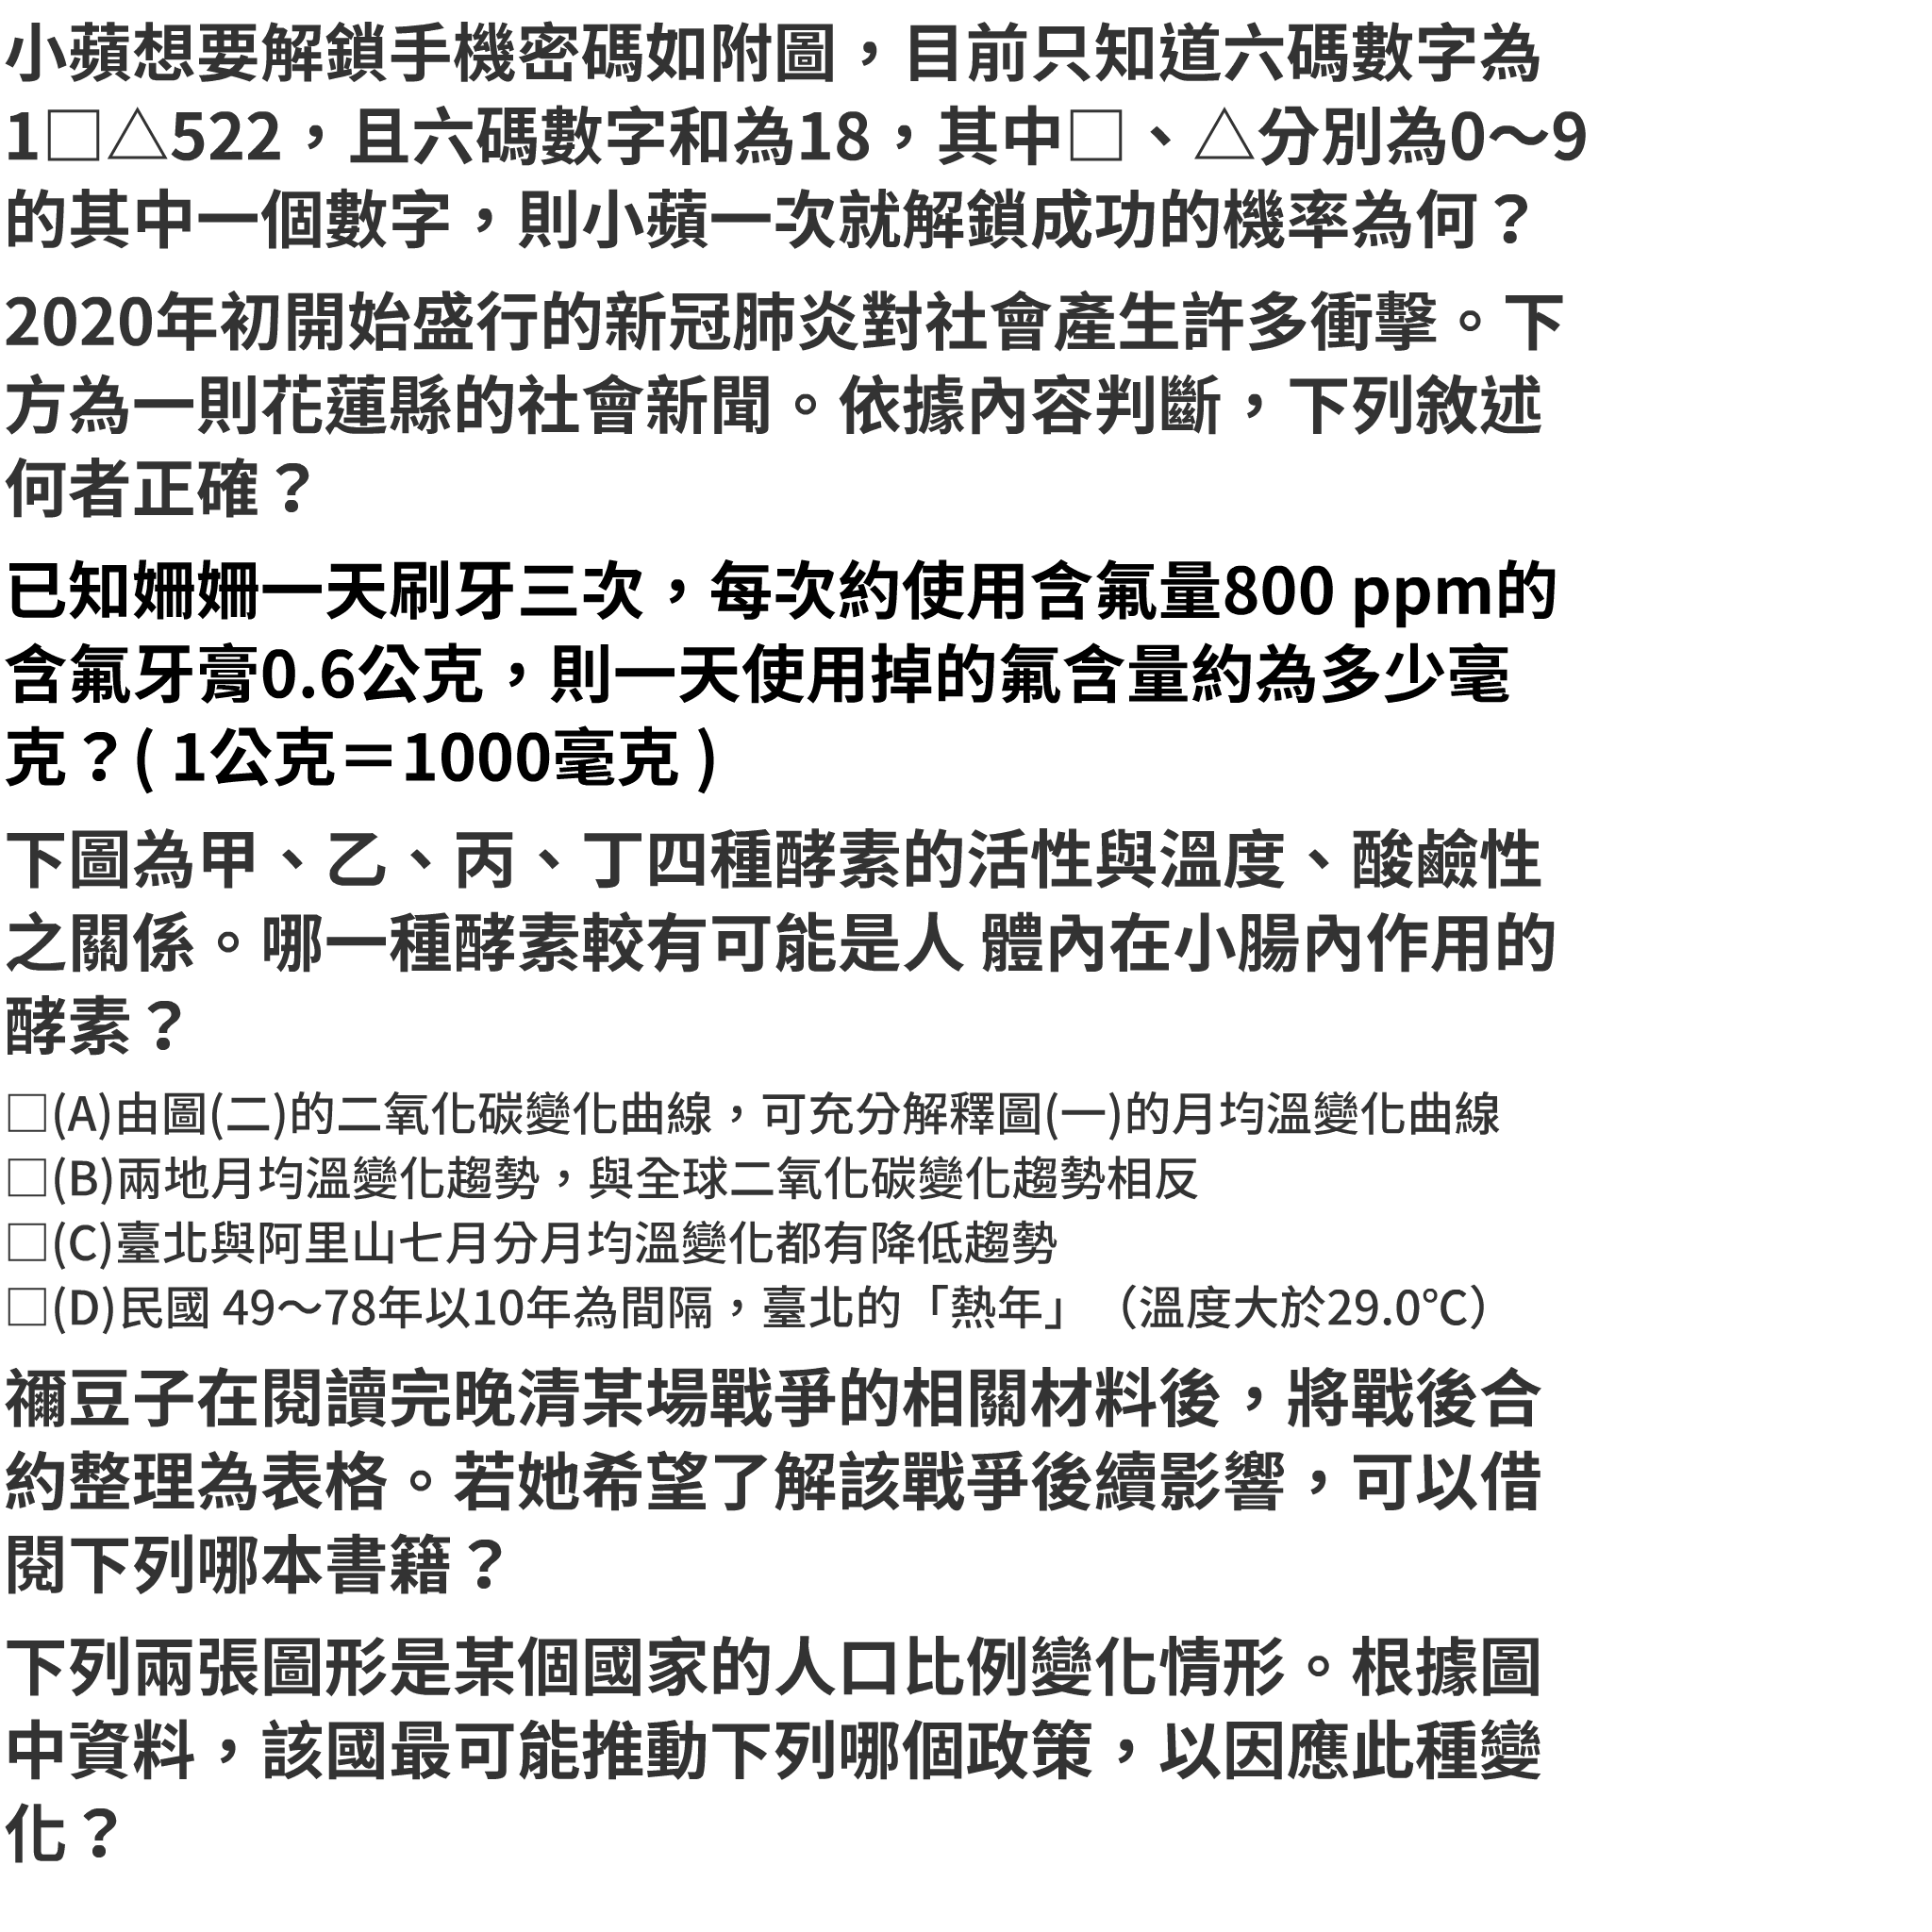 小蘋想要解鎖手機密碼如附圖，目前只知道六碼數字為
1□△522，且六碼數字和為18，其中□、△分別為0～9
的其中一個數字，則小蘋一次就解鎖成功的機率為何？
2020年初開始盛行的新冠肺炎對社會產生許多衝擊。下
方為一則花蓮縣的社會新聞。依據內容判斷，下列敘述
何者正確？
已知姍姍一天刷牙三次，每次約使用含氟量800 ppm的
含氟牙膏0.6公克，則一天使用掉的氟含量約為多少毫
克？( 1公克＝1000毫克 )
下圖為甲、乙、丙、丁四種酵素的活性與溫度、酸鹼性
之關係。哪一種酵素較有可能是人 體內在小腸內作用的
酵素？
□(A)由圖(二)的二氧化碳變化曲線，可充分解釋圖(一)的月均溫變化曲線
□(B)兩地月均溫變化趨勢，與全球二氧化碳變化趨勢相反
□(C)臺北與阿里山七月分月均溫變化都有降低趨勢
□(D)民國 49～78年以10年為間隔，臺北的「熱年」（溫度大於29.0℃）
禰豆子在閱讀完晚清某場戰爭的相關材料後，將戰後合
約整理為表格。若她希望了解該戰爭後續影響，可以借
閱下列哪本書籍？
下列兩張圖形是某個國家的人口比例變化情形。根據圖
中資料，該國最可能推動下列哪個政策，以因應此種變
化？